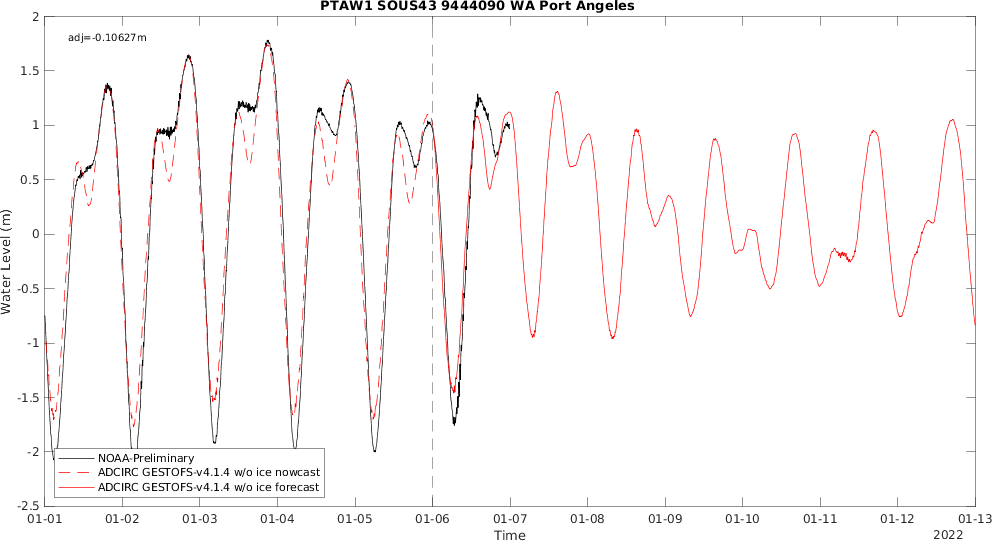 PTAW1 SOUS43 9444090 WA Port Angeles
adj=-0.10627m
Water Level (m)
2
1.5
1
0.5
0
-0.5
-1
-1.5
-2
-2.5
NOAA-Preliminary
ADCIRC GESTOFS-v4.1.4 w/o ice nowcast
ADCIRC GESTOFS-v4.1.4 w/o ice forecast
01-01 01-02 01-03 01-04 01-05 01-06 01-07 01-08 01-09 01-10 01-11 01-12 01-13
Time
2022